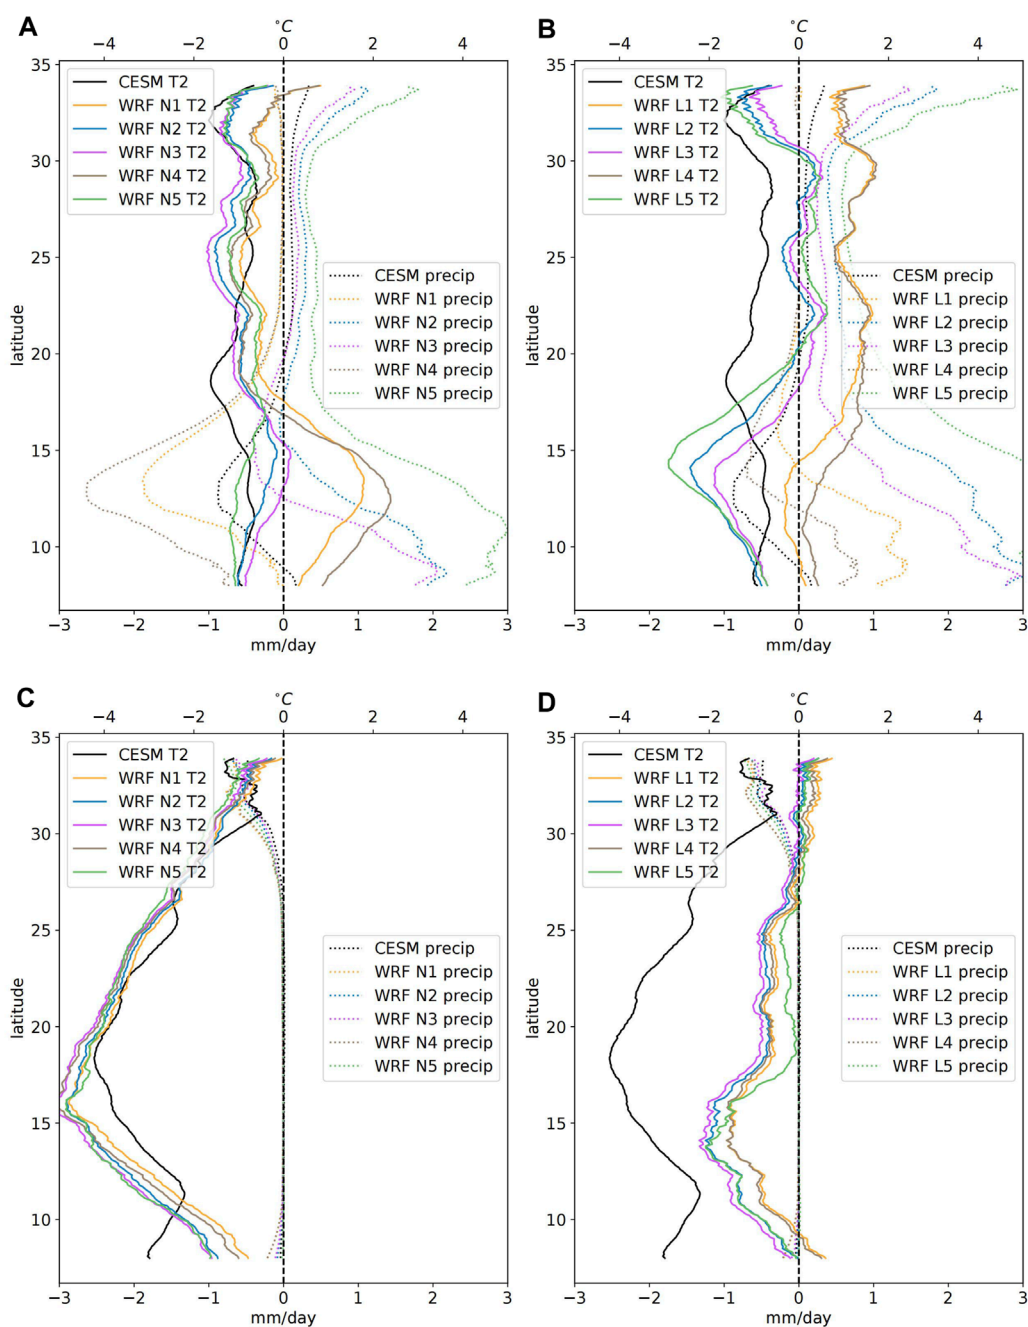 A
°C
−4 −2 0 2 4
35
30
25
20
15
10
latitude
CESM T2
WRF N1 T2
WRF N2 T2
WRF N3 T2
WRF N4 T2
WRF N5 T2
CESM precip
WRF N1 precip
WRF N2 precip
WRF N3 precip
WRF N4 precip
WRF N5 precip
−3 −2 −1 0 1 2 3
mm/day
B
°C
−4 −2 0 2 4
35
30
25
20
15
10
latitude
CESM T2
WRF L1 T2
WRF L2 T2
WRF L3 T2
WRF L4 T2
WRF L5 T2
CESM precip
WRF L1 precip
WRF L2 precip
WRF L3 precip
WRF L4 precip
WRF L5 precip
−3 −2 −1 0 1 2 3
mm/day
C
°C
−4 −2 0 2 4
35
30
25
20
15
10
latitude
CESM T2
WRF N1 T2
WRF N2 T2
WRF N3 T2
WRF N4 T2
WRF N5 T2
CESM precip
WRF N1 precip
WRF N2 precip
WRF N3 precip
WRF N4 precip
WRF N5 precip
−3 −2 −1 0 1 2 3
mm/day
D
°C
−4 −2 0 2 4
35
30
25
20
15
10
latitude
CESM T2
WRF L1 T2
WRF L2 T2
WRF L3 T2
WRF L4 T2
WRF L5 T2
CESM precip
WRF L1 precip
WRF L2 precip
WRF L3 precip
WRF L4 precip
WRF L5 precip
−3 −2 −1 0 1 2 3
mm/day